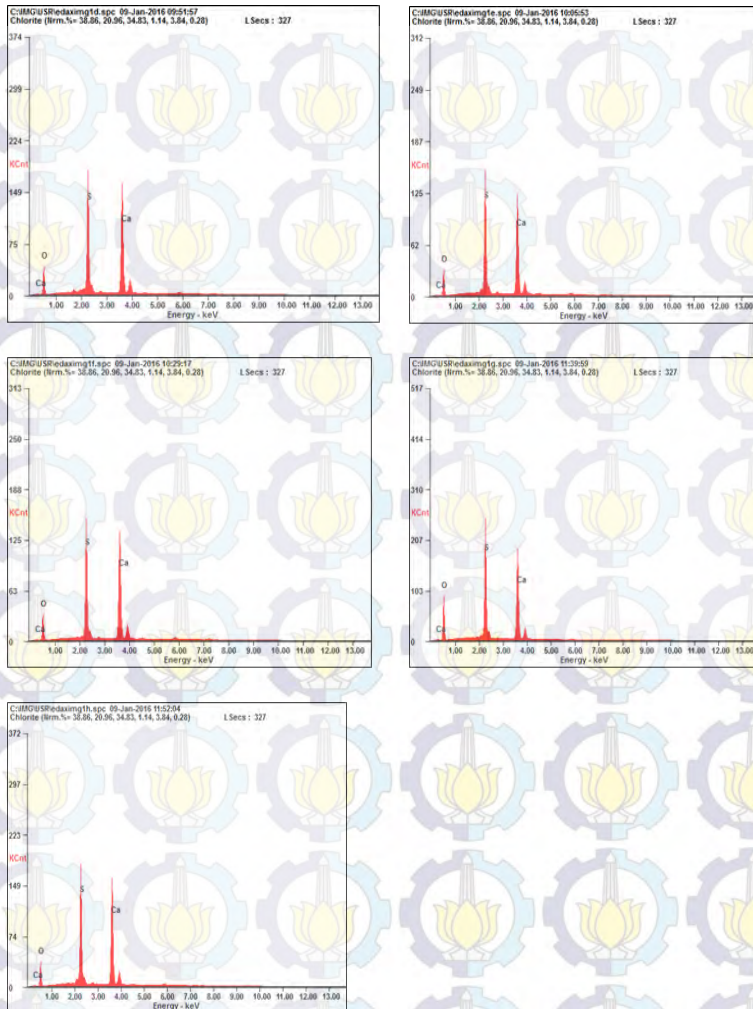 C:\IMG\USR\edaximg1d.spc 09-Jan-2016 09:51:57
Chlorite (Nrm.%= 38.86, 20.96, 34.83, 1.14, 3.84, 0.28) LSecs : 327
374
299
224
KCnt
149
75
0
S
Ca
O
Ca
1.00 2.00 3.00 4.00 5.00 6.00 7.00 8.00 9.00 10.00 11.00 12.00 13.00
Energy - keV
C:\IMG\USR\edaximg1e.spc 09-Jan-2016 10:05:53
Chlorite (Nrm.%= 38.86, 20.96, 34.83, 1.14, 3.84, 0.28) LSecs : 327
312
249
187
KCnt
125
62
0
S
Ca
O
Ca
1.00 2.00 3.00 4.00 5.00 6.00 7.00 8.00 9.00 10.00 11.00 12.00 13.00
Energy - keV
C:\IMG\USR\edaximg1f.spc 09-Jan-2016 10:29:17
Chlorite (Nrm.%= 38.86, 20.96, 34.83, 1.14, 3.84, 0.28) LSecs : 327
313
250
188
KCnt
125
63
0
S
Ca
O
Ca
1.00 2.00 3.00 4.00 5.00 6.00 7.00 8.00 9.00 10.00 11.00 12.00 13.00
Energy - keV
C:\IMG\USR\edaximg1g.spc 09-Jan-2016 11:39:59
Chlorite (Nrm.%= 38.86, 20.96, 34.83, 1.14, 3.84, 0.28) LSecs : 327
517
414
310
KCnt
207
103
0
S
Ca
O
Ca
1.00 2.00 3.00 4.00 5.00 6.00 7.00 8.00 9.00 10.00 11.00 12.00 13.00
Energy - keV
C:\IMG\USR\edaximg1h.spc 09-Jan-2016 11:52:04
Chlorite (Nrm.%= 38.86, 20.96, 34.83, 1.14, 3.84, 0.28) LSecs : 327
372
297
223
KCnt
149
74
0
S
Ca
O
Ca
1.00 2.00 3.00 4.00 5.00 6.00 7.00 8.00 9.00 10.00 11.00 12.00 13.00
Energy - keV